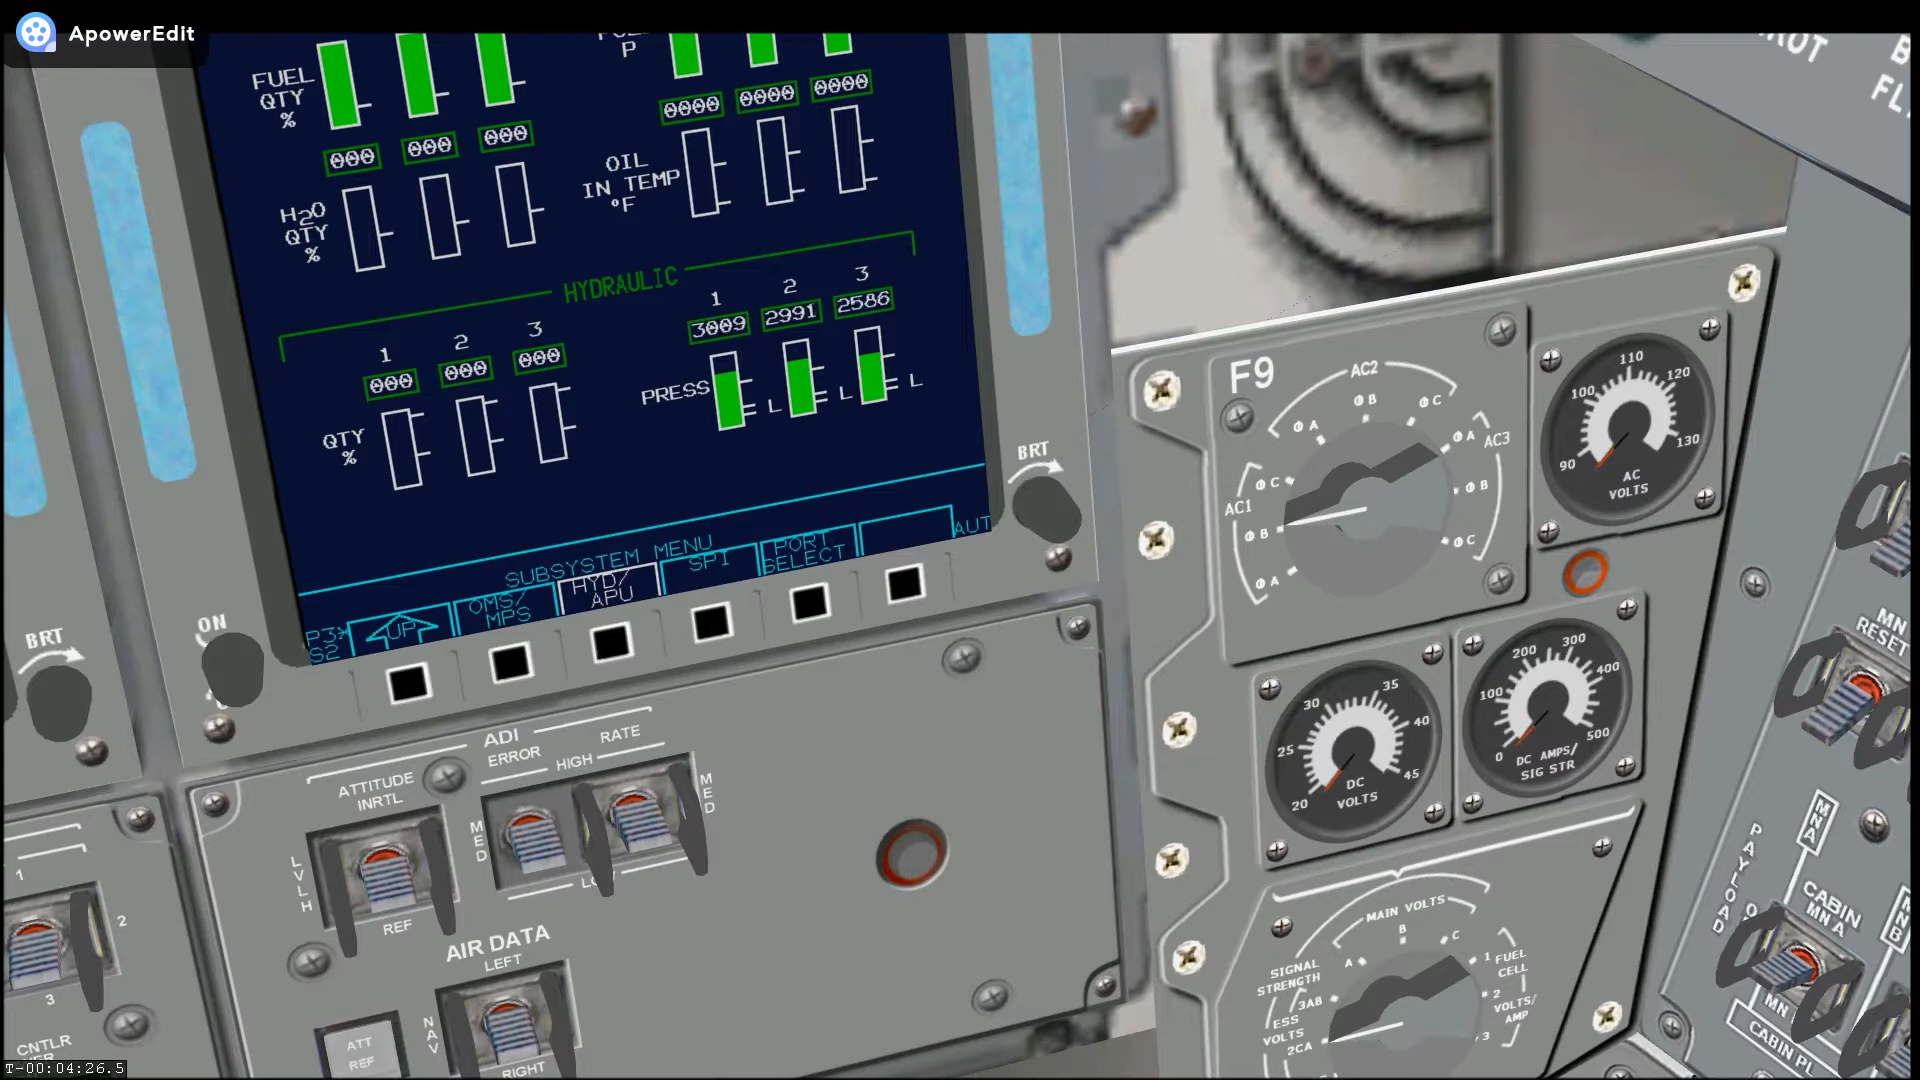 ApowerEdit
FUEL
QTY
%
P
000 000 000
0000 0000 0000
H2O
QTY
%
OIL
IN TEMP
°F
HYDRAULIC
1 2 3
000 000 000
QTY
%
1 2 3
3009 2991 2586
PRESS
L L L
SUBSYSTEM MENU
UP
OMS/
MPS
HYD/
APU
SPI
PORT
SELECT
AUT
S2
BRT
ON
BRT
F9
AC1
ΦA
ΦB
ΦC
AC2
ΦA
ΦB
ΦC
AC3
ΦA
ΦB
ΦC
90 100 110 120 130
AC
VOLTS
20 25 30 35 40 45
DC
VOLTS
0 100 200 300 400 500
DC AMPS/
SIG STR
ADI
ATTITUDE
INRTL
LVLH
REF
ERROR
RATE
HIGH
MED
MED
AIR DATA
LEFT
NAV
RIGHT
ATT
REF
1
2
3
CNTLR
MAIN VOLTS
A
B
C
SIGNAL
STRENGTH
3AB
ESS
VOLTS
2CA
FUEL
CELL
VOLTS/
AMP
1
2
3
MN
RESET
PAYLOAD
MNA
MNB
CABIN
MN A
MN
CABIN PL
T-00:04:26.5